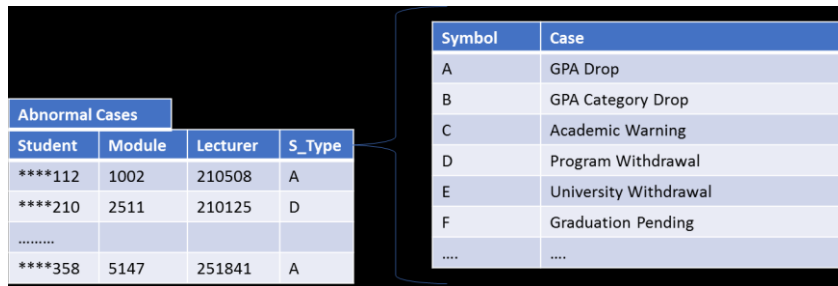 Abnormal Cases
Student Module Lecturer S_Type
****112 1002 210508 A
****210 2511 210125 D
.........
****358 5147 251841 A
Symbol Case
A GPA Drop
B GPA Category Drop
C Academic Warning
D Program Withdrawal
E University Withdrawal
F Graduation Pending
.... ....